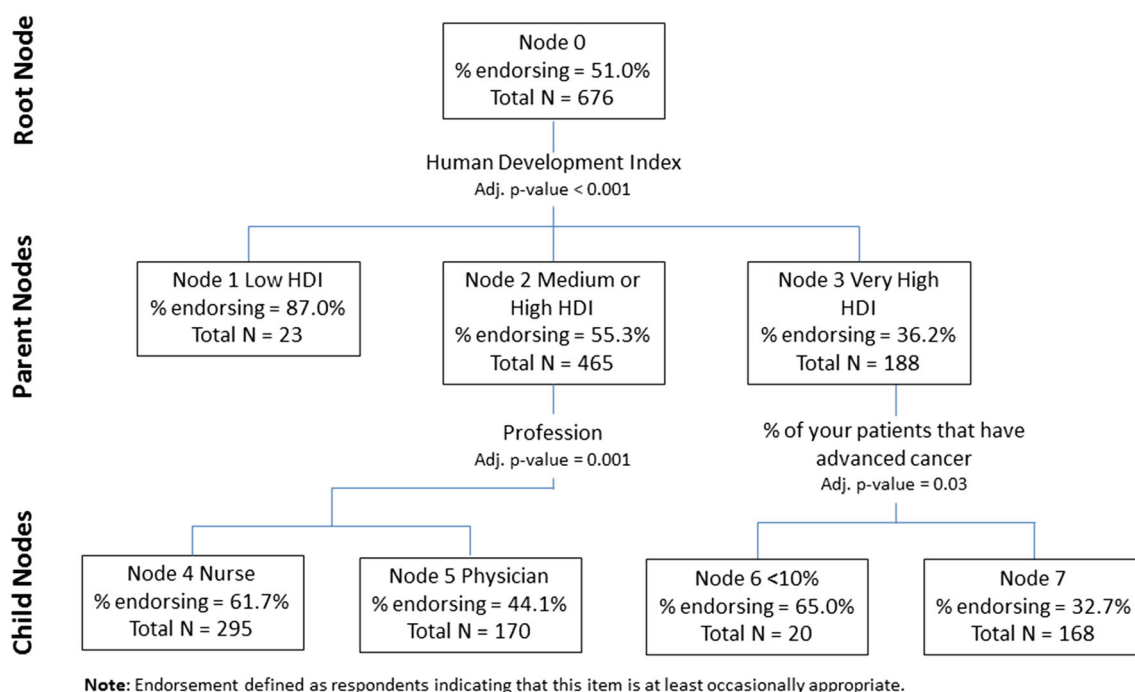 Root Node
Node 0
% endorsing = 51.0%
Total N = 676
Human Development Index
Adj. p-value < 0.001
Parent Nodes
Node 1 Low HDI
% endorsing = 87.0%
Total N = 23
Node 2 Medium or
High HDI
% endorsing = 55.3%
Total N = 465
Node 3 Very High
HDI
% endorsing = 36.2%
Total N = 188
Profession
Adj. p-value = 0.001
% of your patients that have
advanced cancer
Adj. p-value = 0.03
Child Nodes
Node 4 Nurse
% endorsing = 61.7%
Total N = 295
Node 5 Physician
% endorsing = 44.1%
Total N = 170
Node 6 <10%
% endorsing = 65.0%
Total N = 20
Node 7
% endorsing = 32.7%
Total N = 168
Note: Endorsement defined as respondents indicating that this item is at least occasionally appropriate.